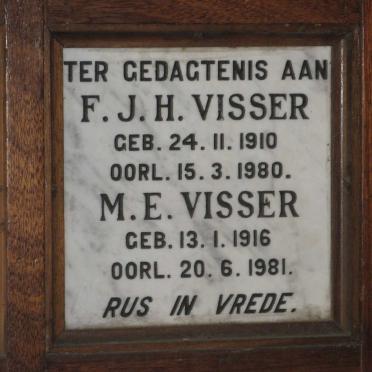 TER GEDAGTENIS AAN
F. J. H. VISSER
GEB. 24. 11. 1910
OORL. 15. 3. 1980.
M. E. VISSER
GEB. 13. 1. 1916
OORL. 20. 6. 1981.
RUS IN VREDE.